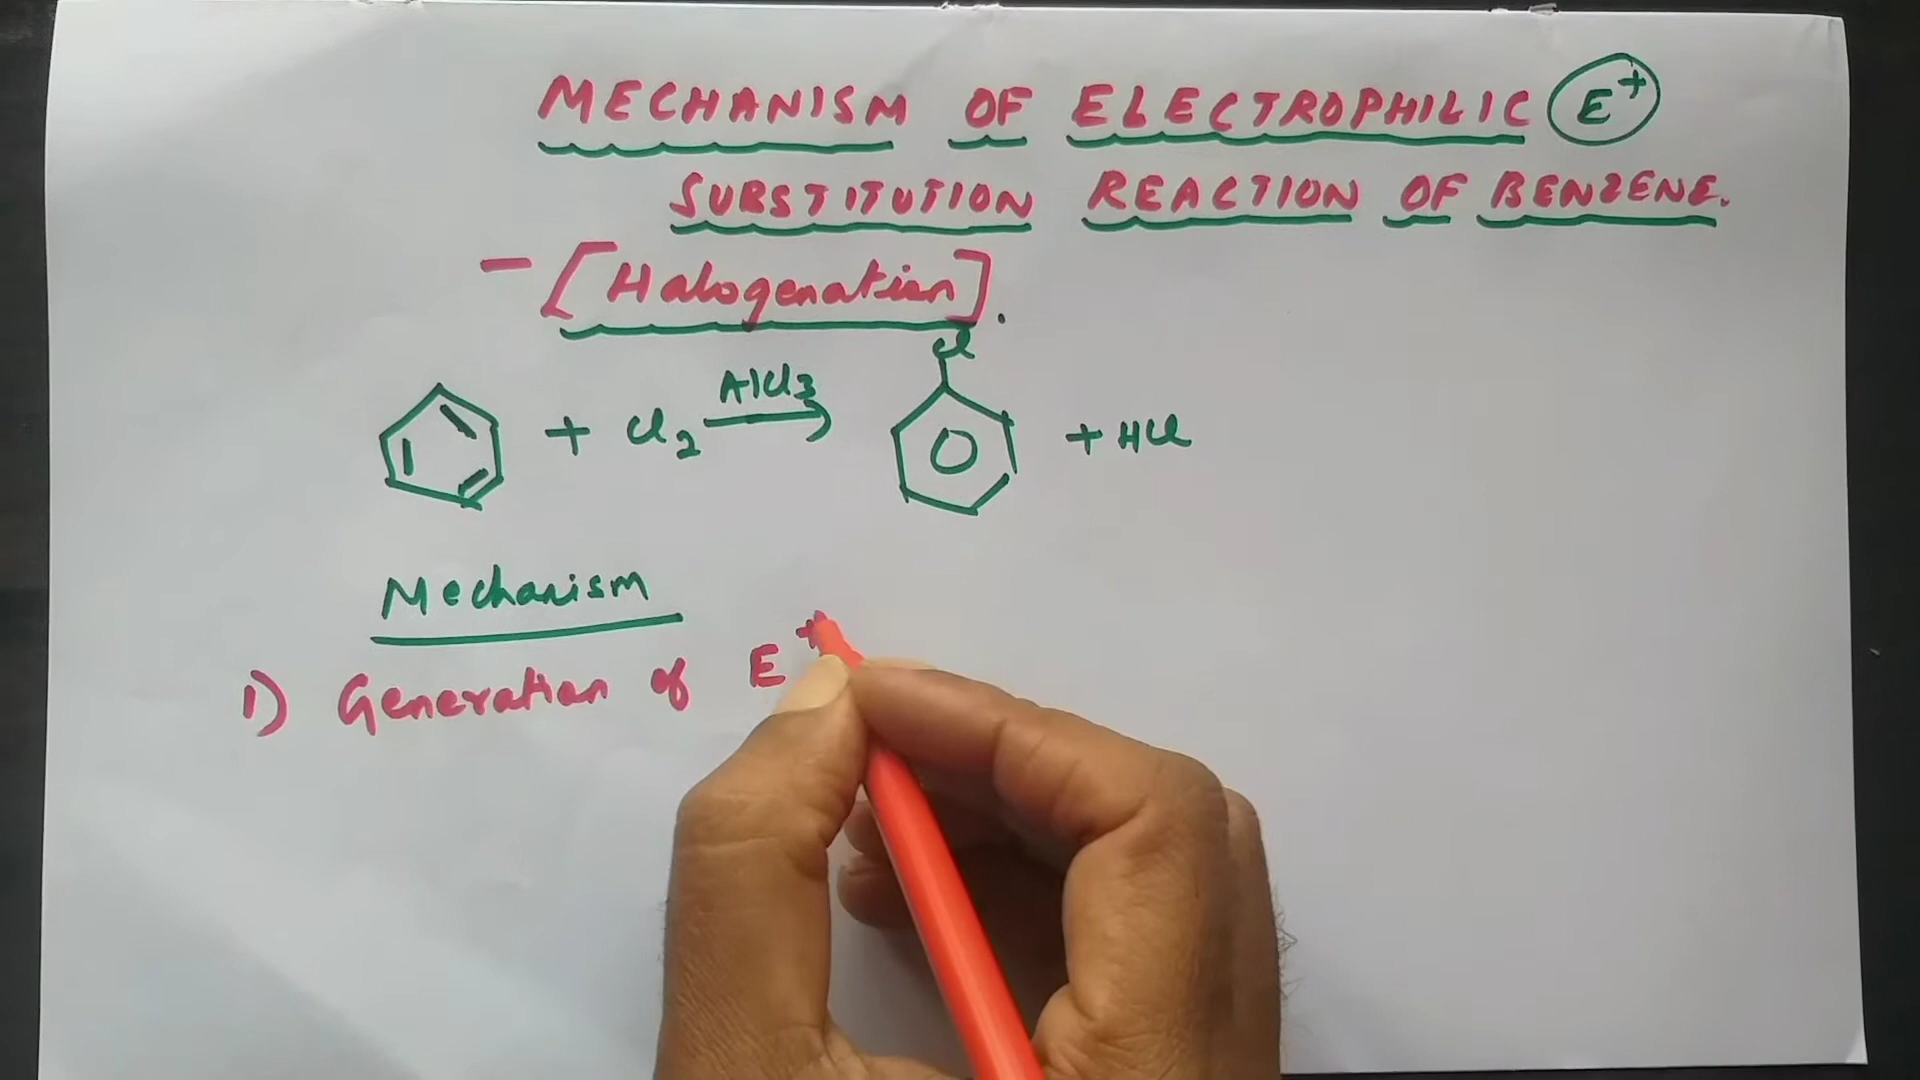 MECHANISM OF ELECTROPHILIC E+
SUBSTITUTION REACTION OF BENZENE.
- [Halogenation].
Cl
+ Cl2 AlCl3 + HCl
Mechanism
1) Generation of E+